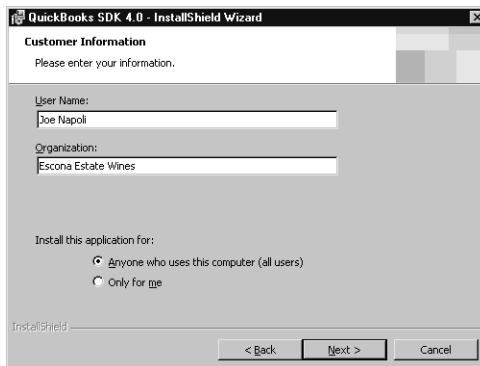 QuickBooks SDK 4.0 - InstallShield Wizard
Customer Information
Please enter your information.
User Name:
Joe Napoli
Organization:
Escona Estate Wines
Install this application for:
Anyone who uses this computer (all users)
Only for me
InstallShield
< Back Next > Cancel